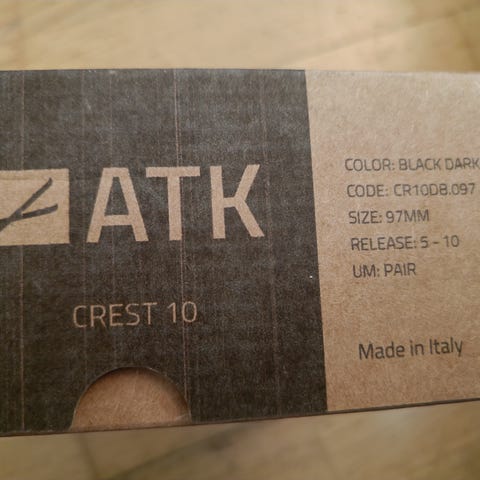 ATK
CREST 10
COLOR: BLACK DARK
CODE: CR10DB.097
SIZE: 97MM
RELEASE: 5 - 10
UM: PAIR
Made in Italy